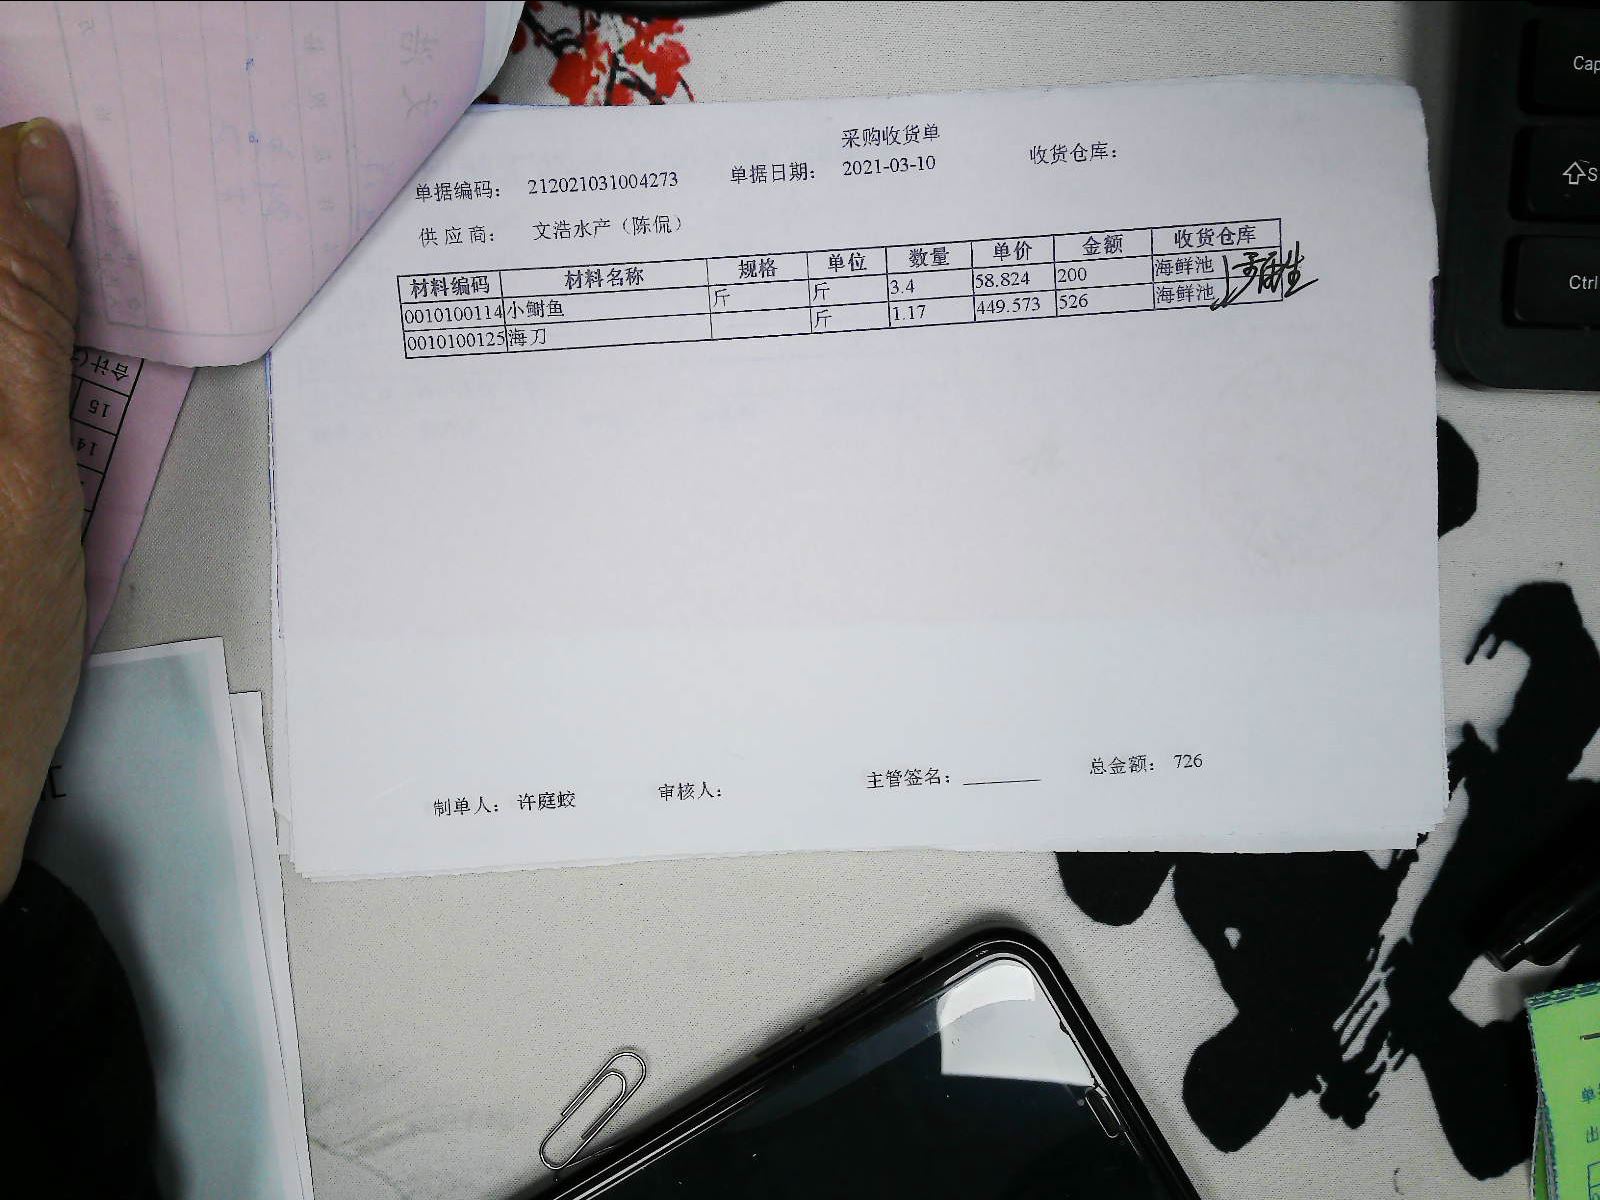 采购收货单
单据编码： 212021031004273 单据日期： 2021-03-10 收货仓库：
供应商： 文浩水产（陈侃）
材料编码 材料名称 规格 单位 数量 单价 金额 收货仓库
0010100114 小鲥鱼 斤 斤 3.4 58.824 200 海鲜池
0010100125 海刀 斤 1.17 449.573 526 海鲜池
制单人： 许庭蛟 审核人： 主管签名： 总金额： 726
合计
15
14
Cap
Ctrl